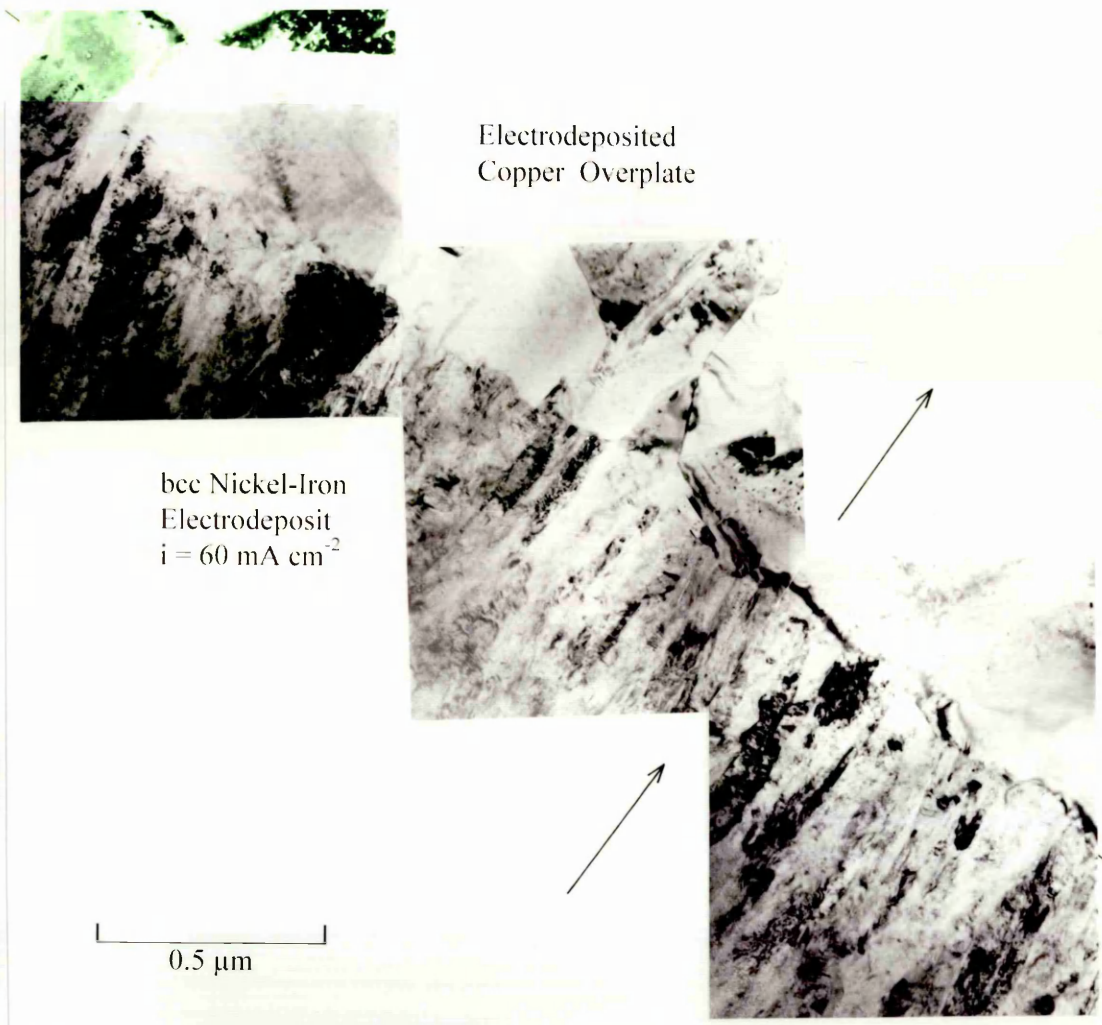 Electrodeposited
Copper Overplate
bcc Nickel-Iron
Electrodeposit
i = 60 mA cm⁻²
0.5 µm